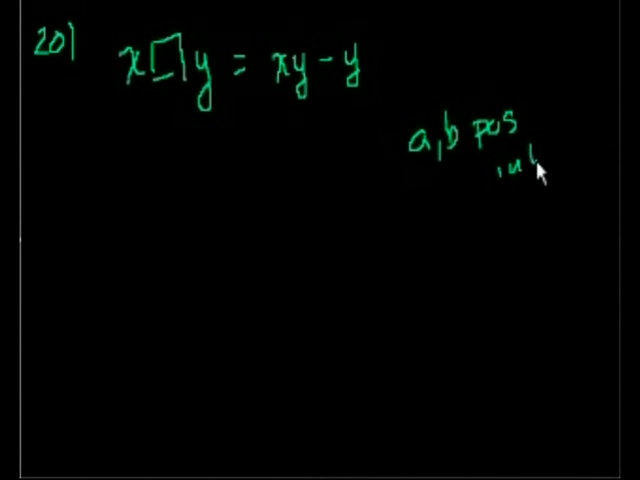 20)
x□y = xy - y
a,b pos
int